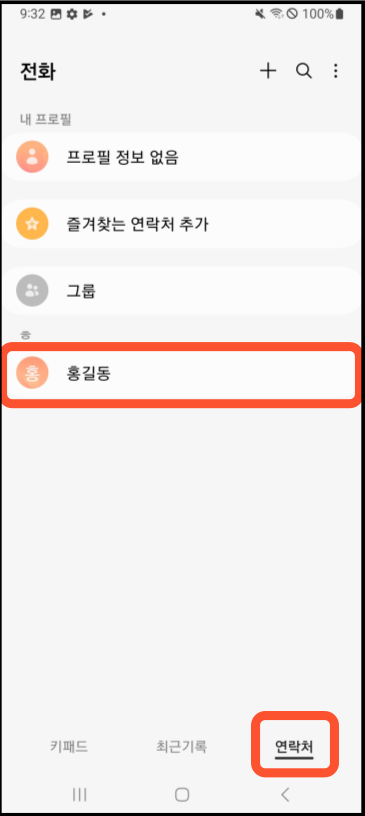 9:32 100%
전화
내 프로필
프로필 정보 없음
즐겨찾는 연락처 추가
그룹
ㅎ
홍 홍길동
키패드 최근기록 연락처